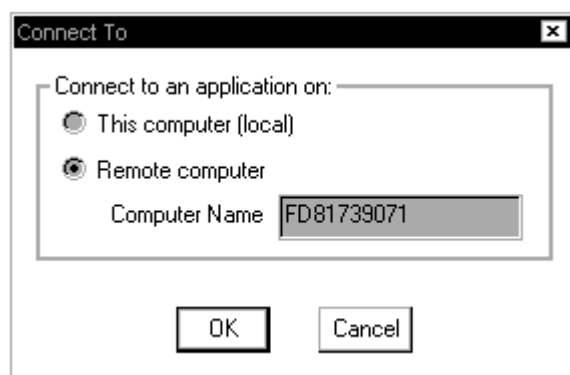 Connect To
Connect to an application on:
This computer (local)
Remote computer
Computer Name FD81739071
OK Cancel